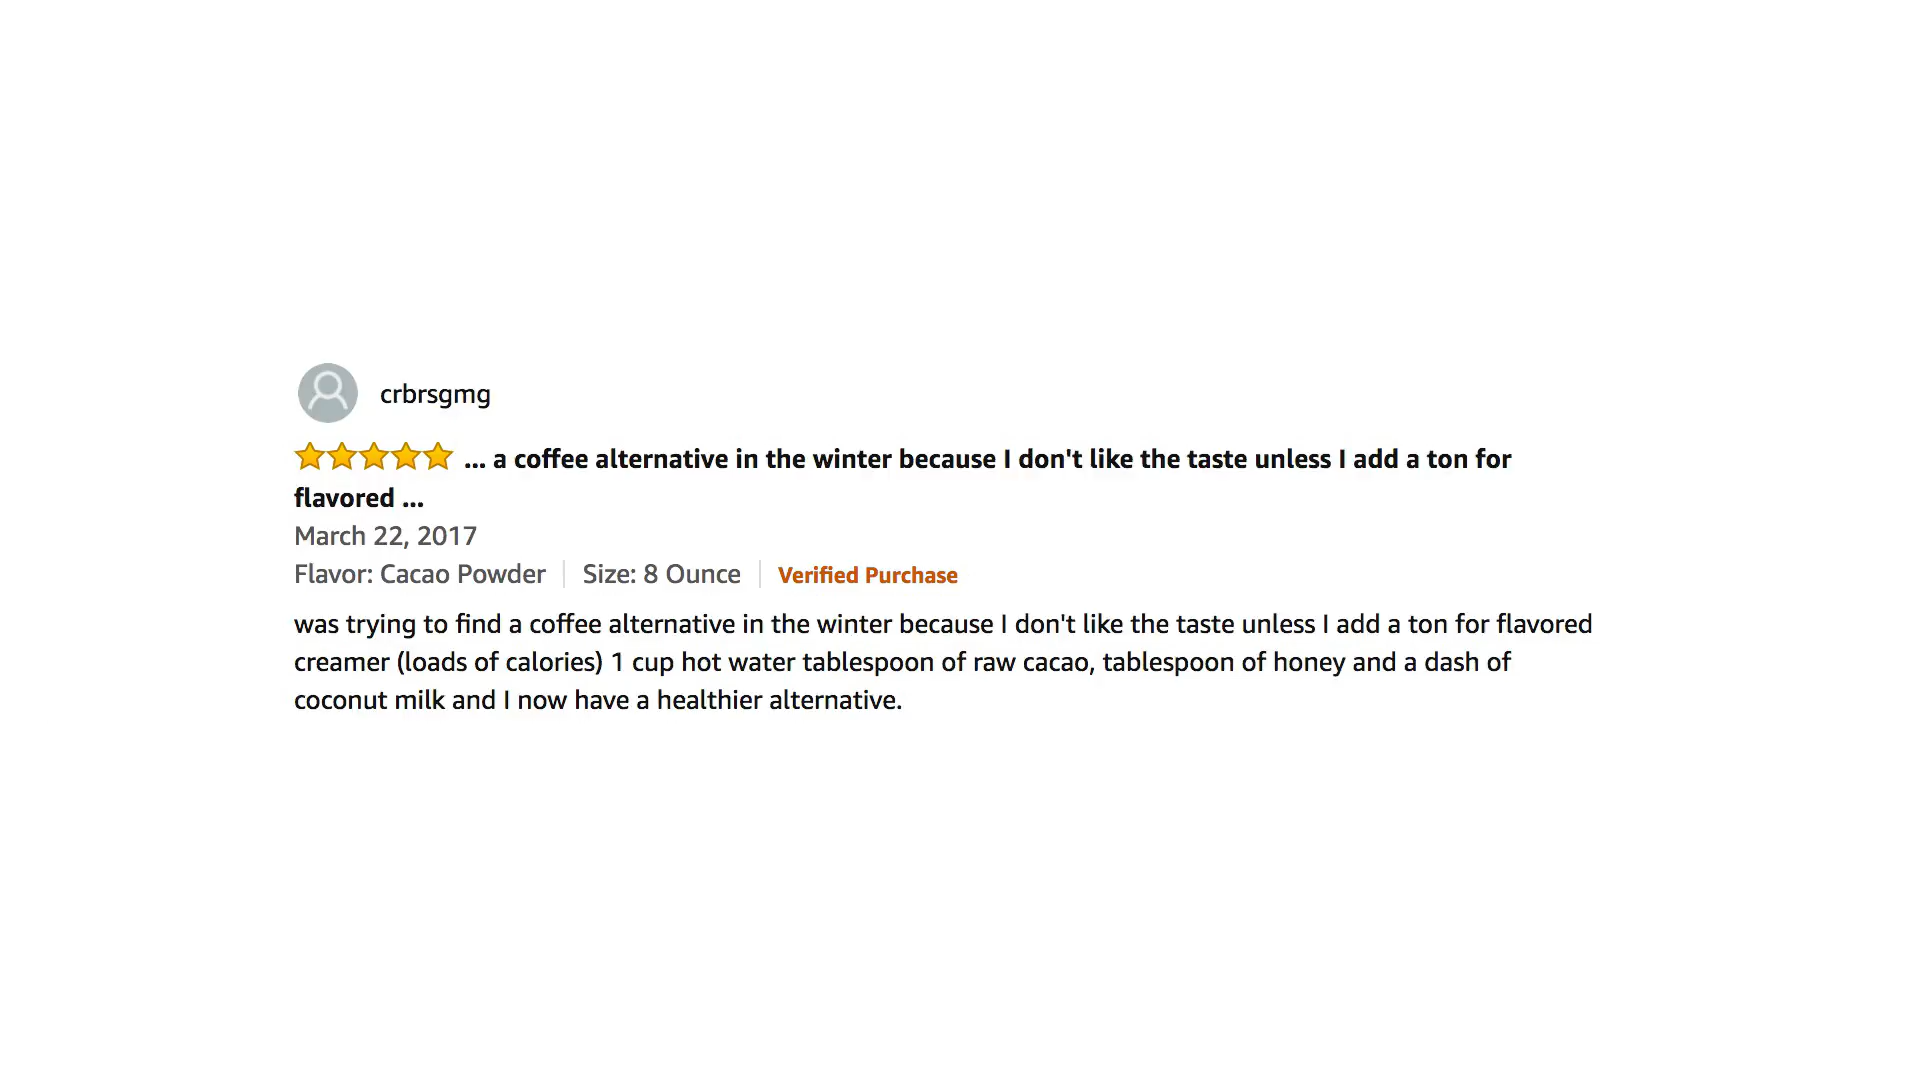 crbrsgmg
... a coffee alternative in the winter because I don't like the taste unless I add a ton for
flavored ...
March 22, 2017
Flavor: Cacao Powder | Size: 8 Ounce | Verified Purchase
was trying to find a coffee alternative in the winter because I don't like the taste unless I add a ton for flavored
creamer (loads of calories) 1 cup hot water tablespoon of raw cacao, tablespoon of honey and a dash of
coconut milk and I now have a healthier alternative.